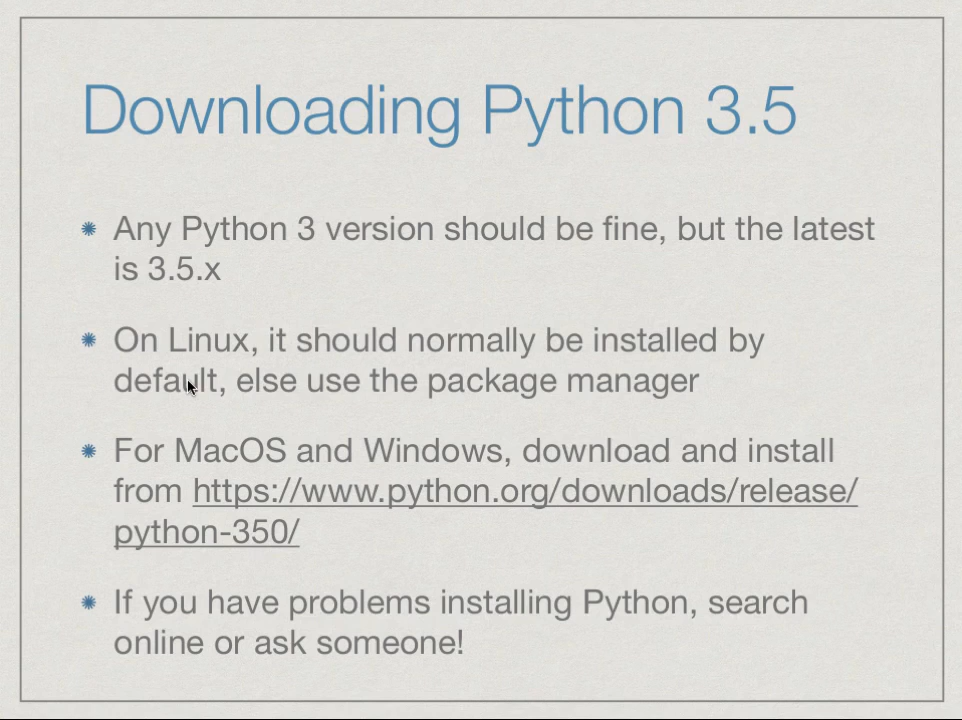 Downloading Python 3.5
Any Python 3 version should be fine, but the latest
is 3.5.x
On Linux, it should normally be installed by
default, else use the package manager
For MacOS and Windows, download and install
from https://www.python.org/downloads/release/
python-350/
If you have problems installing Python, search
online or ask someone!